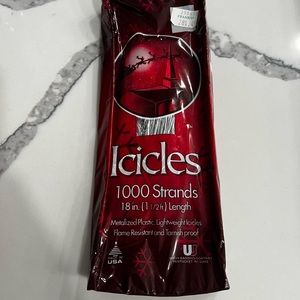 Icicles
1000 Strands
18 in. (1 1/2 ft.) Length
Metalized Plastic, Lightweight Icicles
Flame Resistant and Tarnish proof
USA
U